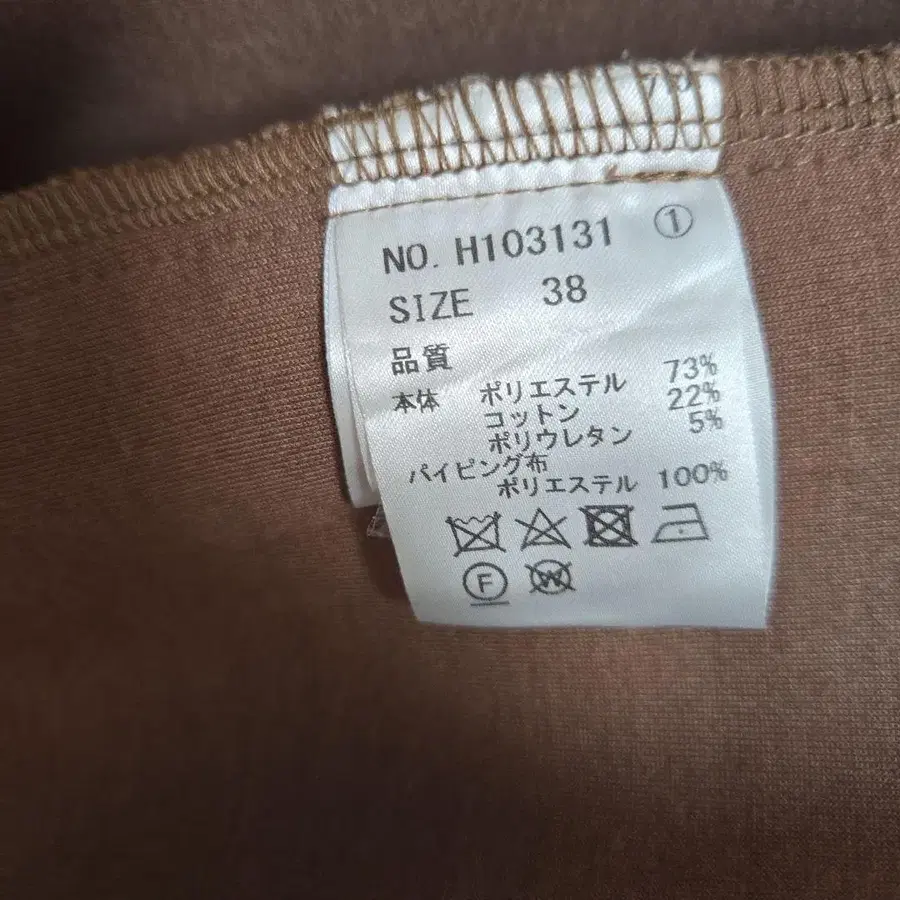 NO. H103131 ①
SIZE 38
品質
本体 ポリエステル 73%
コットン 22%
ポリウレタン 5%
パイピング布
ポリエステル 100%
F W